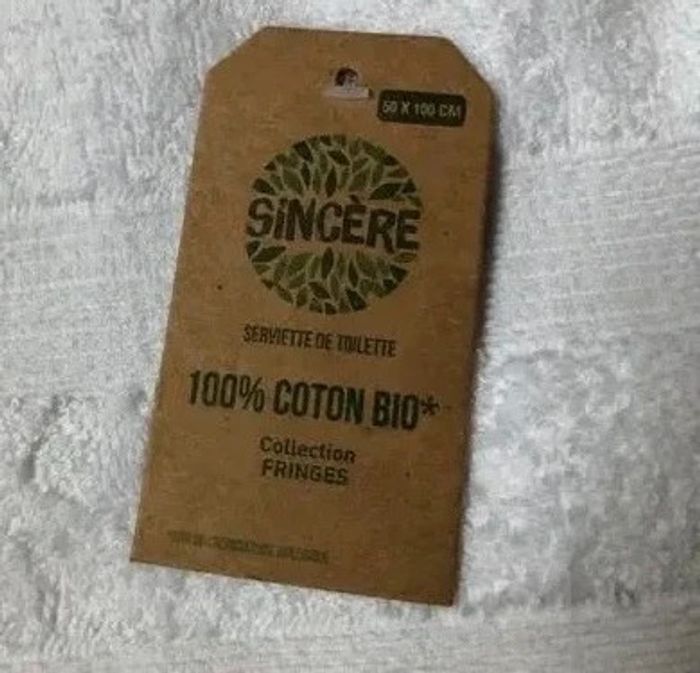 50 X 100 CM
SiNCÈRE
SERVIETTE DE TOILETTE
100% COTON BIO*
Collection
FRINGES